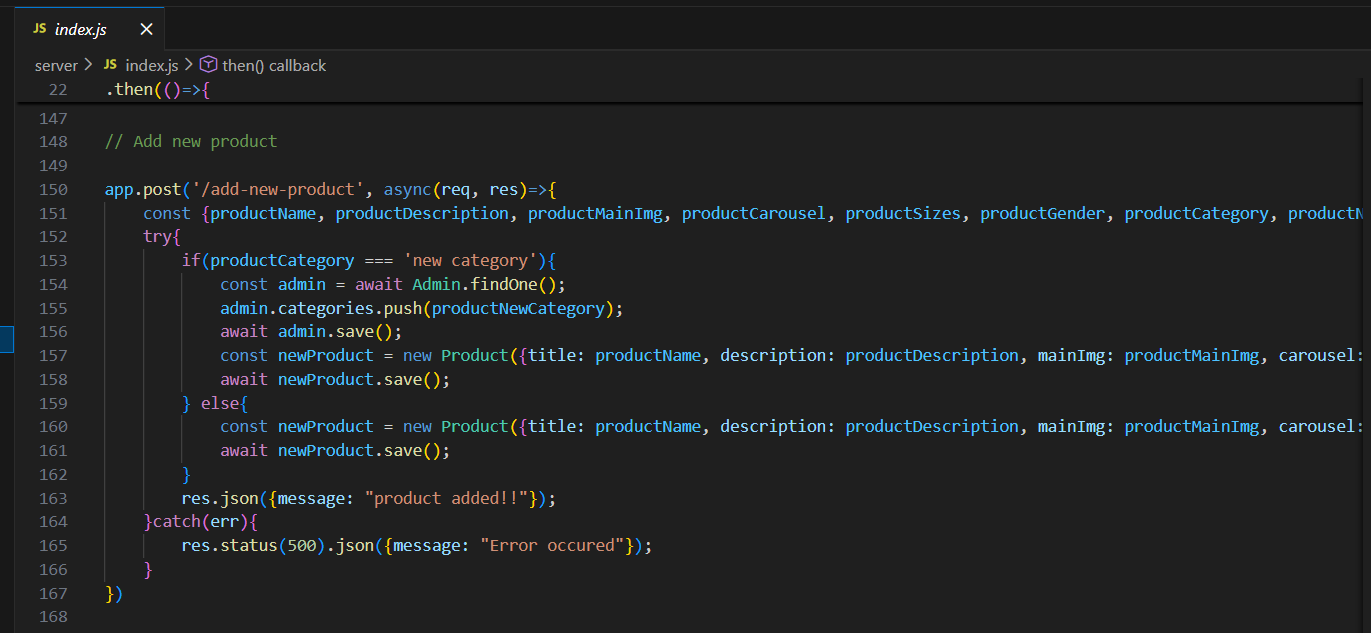 JS index.js
server > JS index.js > then() callback
22 .then(()=>{
147
148 // Add new product
149
150 app.post('/add-new-product', async(req, res)=>{
151 const {productName, productDescription, productMainImg, productCarousel, productSizes, productGender, productCategory, productN
152 try{
153 if(productCategory === 'new category'){
154 const admin = await Admin.findOne();
155 admin.categories.push(productNewCategory);
156 await admin.save();
157 const newProduct = new Product({title: productName, description: productDescription, mainImg: productMainImg, carousel:
158 await newProduct.save();
159 } else{
160 const newProduct = new Product({title: productName, description: productDescription, mainImg: productMainImg, carousel:
161 await newProduct.save();
162 }
163 res.json({message: "product added!!"});
164 }catch(err){
165 res.status(500).json({message: "Error occured"});
166 }
167 })
168